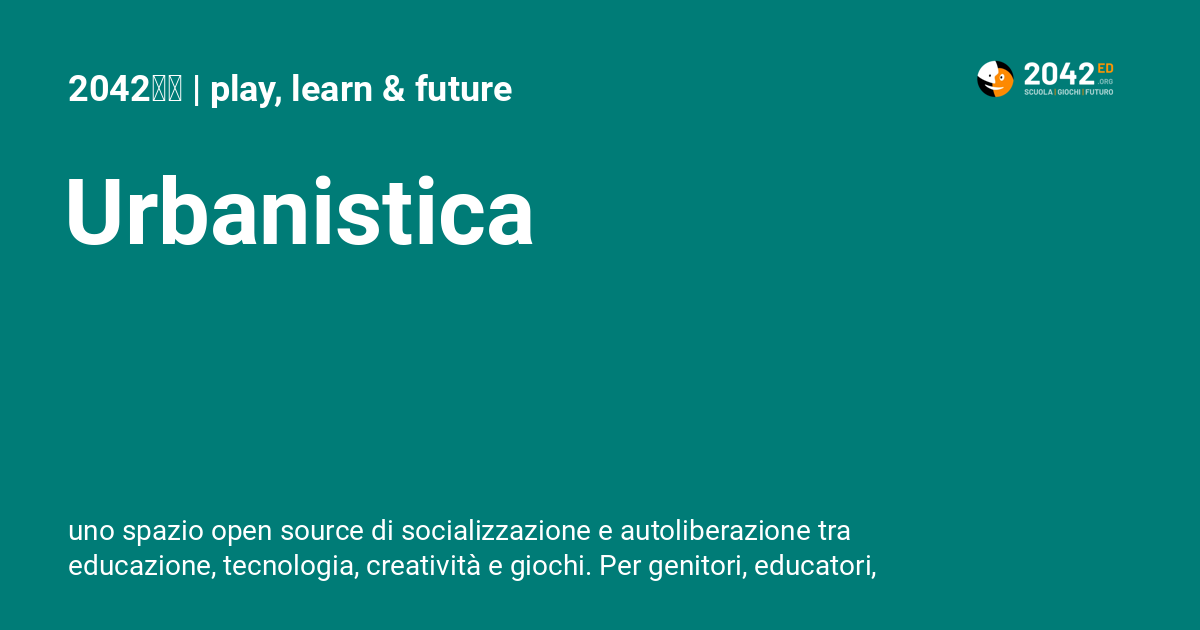 2042 | play, learn & future
2042 ED
.ORG
SCUOLA | GIOCHI | FUTURO
Urbanistica
uno spazio open source di socializzazione e autoliberazione tra
educazione, tecnologia, creatività e giochi. Per genitori, educatori,